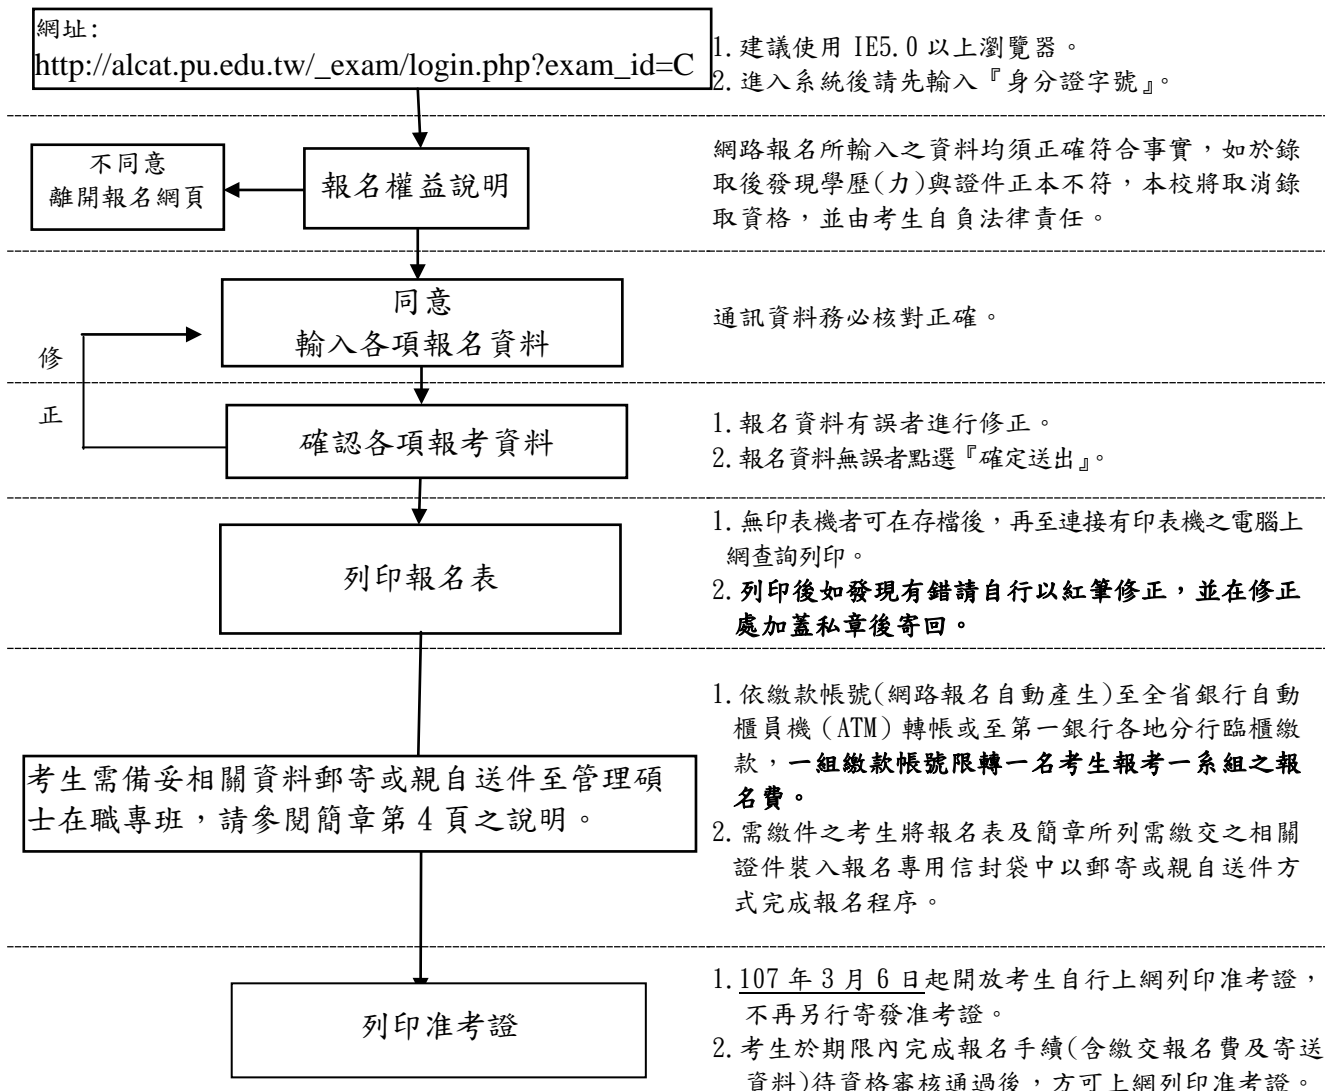 網址:
http://alcat.pu.edu.tw/_exam/login.php?exam_id=C
1.建議使用 IE5.0 以上瀏覽器。
2.進入系統後請先輸入『身分證字號』。
不同意
離開報名網頁
報名權益說明
網路報名所輸入之資料均須正確符合事實，如於錄
取後發現學歷(力)與證件正本不符，本校將取消錄
取資格，並由考生自負法律責任。
同意
輸入各項報名資料
通訊資料務必核對正確。
修
正
確認各項報考資料
1.報名資料有誤者進行修正。
2.報名資料無誤者點選『確定送出』。
列印報名表
1.無印表機者可在存檔後，再至連接有印表機之電腦上
網查詢列印。
2.列印後如發現有錯請自行以紅筆修正，並在修正
處加蓋私章後寄回。
考生需備妥相關資料郵寄或親自送件至管理碩
士在職專班，請參閱簡章第 4 頁之說明。
1.依繳款帳號(網路報名自動產生)至全省銀行自動
櫃員機（ATM）轉帳或至第一銀行各地分行臨櫃繳
款，一組繳款帳號限轉一名考生報考一系組之報
名費。
2.需繳件之考生將報名表及簡章所列需繳交之相關
證件裝入報名專用信封袋中以郵寄或親自送件方
式完成報名程序。
列印准考證
1.107 年 3 月 6 日起開放考生自行上網列印准考證，
不再另行寄發准考證。
2.考生於期限內完成報名手續(含繳交報名費及寄送
資料)待資格審核通過後，方可上網列印准考證。